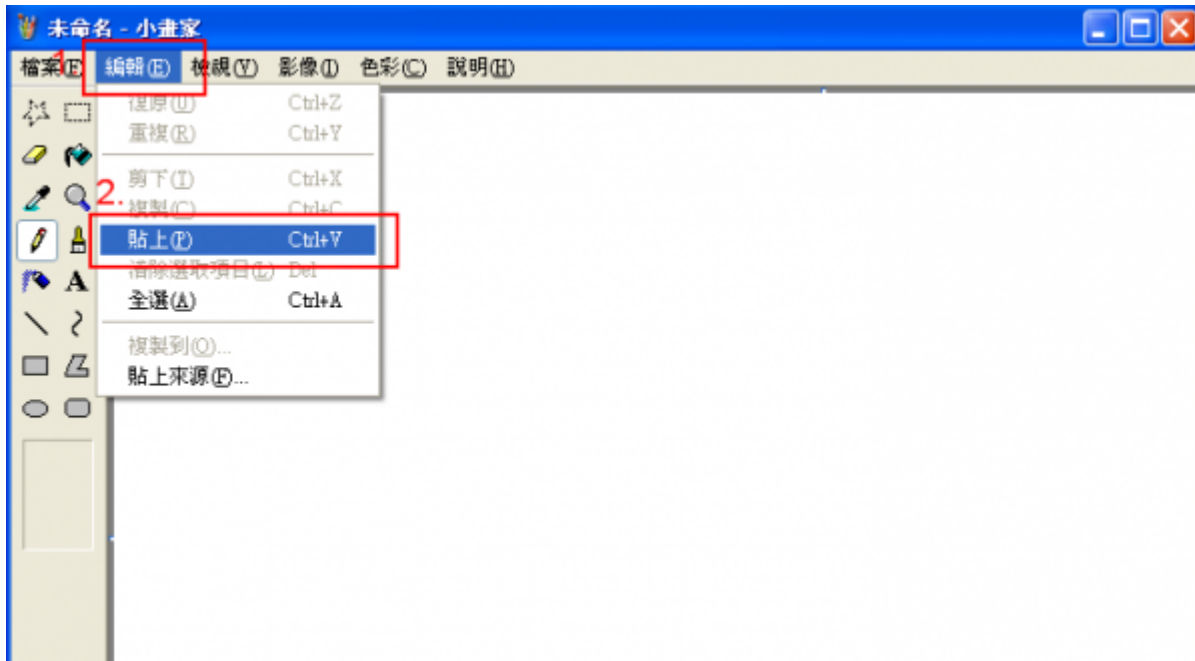 未命名 - 小畫家
1.
檔案(F) 編輯(E) 檢視(V) 影像(I) 色彩(C) 說明(H)
復原(U) Ctrl+Z
重複(R) Ctrl+Y
剪下(T) Ctrl+X
2.
複製(C) Ctrl+C
貼上(P) Ctrl+V
清除選取項目(L) Del
全選(A) Ctrl+A
複製到(O)...
貼上來源(F)...
A